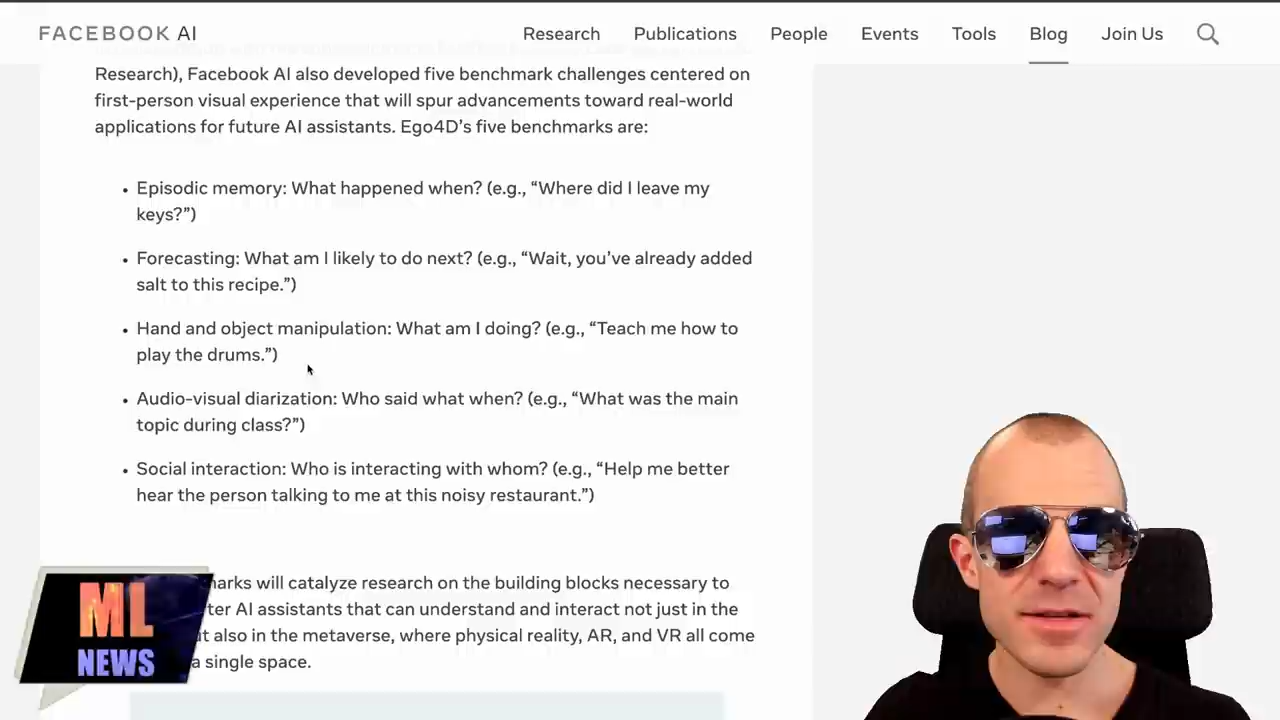 FACEBOOK AI
Research
Publications
People
Events
Tools
Blog
Join Us
Research), Facebook AI also developed five benchmark challenges centered on
first-person visual experience that will spur advancements toward real-world
applications for future AI assistants. Ego4D’s five benchmarks are:
• Episodic memory: What happened when? (e.g., “Where did I leave my
keys?”)
• Forecasting: What am I likely to do next? (e.g., “Wait, you’ve already added
salt to this recipe.”)
• Hand and object manipulation: What am I doing? (e.g., “Teach me how to
play the drums.”)
• Audio-visual diarization: Who said what when? (e.g., “What was the main
topic during class?”)
• Social interaction: Who is interacting with whom? (e.g., “Help me better
hear the person talking to me at this noisy restaurant.”)
will catalyze research on the building blocks necessary to
AI assistants that can understand and interact not just in the
also in the metaverse, where physical reality, AR, and VR all come
a single space.
ML
NEWS